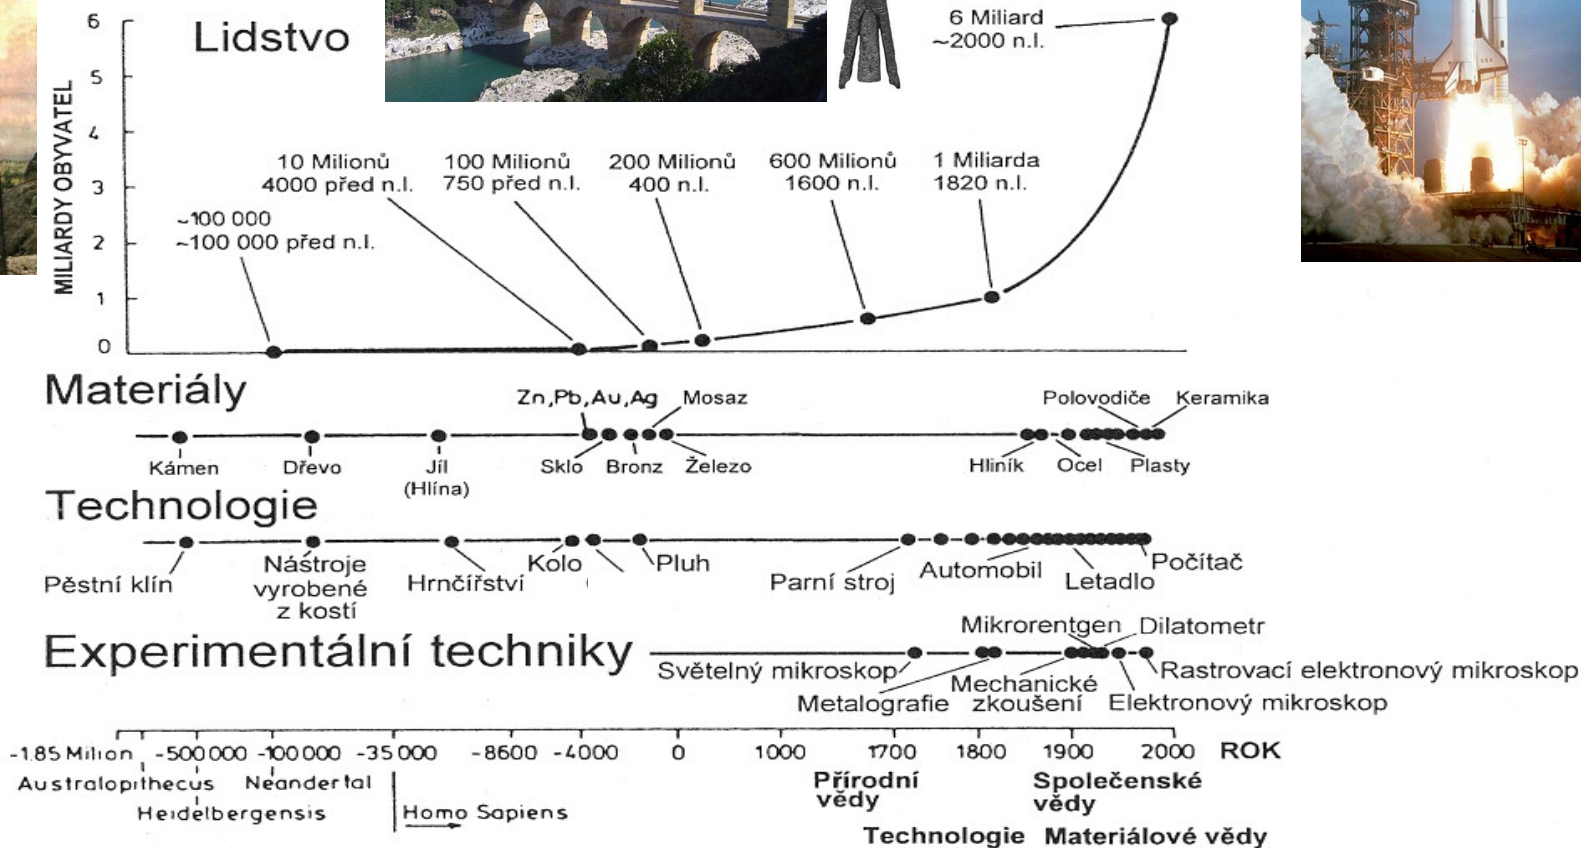 Lidstvo
MILIARDY OBYVATEL
6
5
4
3
2
1
0
6 Miliard
~2000 n.l.
10 Milionů
4000 před n.l.
100 Milionů
750 před n.l.
200 Milionů
400 n.l.
600 Milionů
1600 n.l.
1 Miliarda
1820 n.l.
~100 000
~100 000 před n.l.
Materiály
Zn,Pb,Au,Ag
Mosaz
Polovodiče
Keramika
Kámen
Dřevo
Jíl
(Hlína)
Sklo
Bronz
Železo
Hliník
Ocel
Plasty
Technologie
Pěstní klín
Nástroje
vyrobené
z kostí
Hrnčířství
Kolo
Pluh
Parní stroj
Automobil
Letadlo
Počítač
Experimentální techniky
Mikrorentgen
Dilatometr
Světelný mikroskop
Metalografie
Mechanické
zkoušení
Rastrovací elektronový mikroskop
Elektronový mikroskop
-1.85 Milion -500 000 -100 000 -35 000 -8600 -4000 0 1000 1700 1800 1900 2000 ROK
Australopithecus
Neandertal
Heidelbergensis
Homo Sapiens
Přírodní
vědy
Společenské
vědy
Technologie
Materiálové vědy